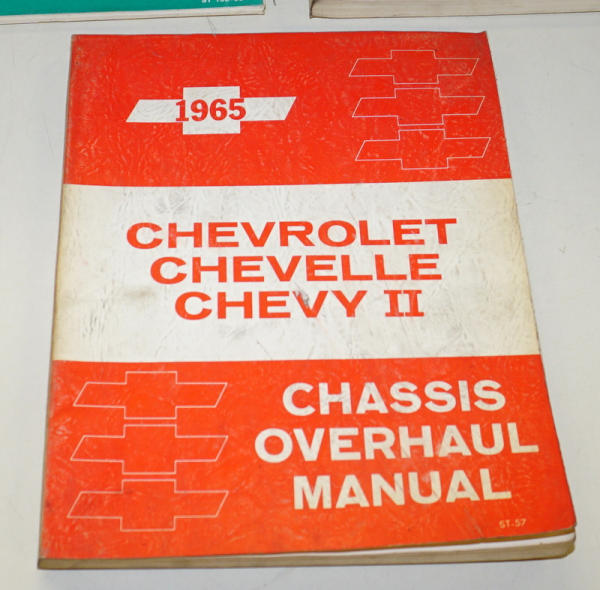 1965
CHEVROLET
CHEVELLE
CHEVY II
CHASSIS
OVERHAUL
MANUAL
ST-57